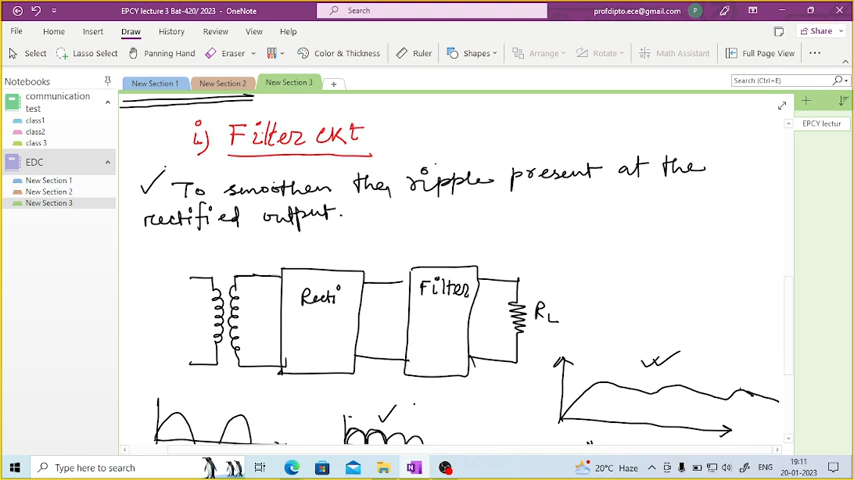 EPCY lecture 3 Bat-420/ 2023 - OneNote
Search
profdipto.ece@gmail.com
P
File
Home
Insert
Draw
History
Review
View
Help
Share
Select
Lasso Select
Panning Hand
Eraser
Color & Thickness
Ruler
Shapes
Arrange
Rotate
Math Assistant
Full Page View
Notebooks
New Section 1
New Section 2
New Section 3
Search (Ctrl+E)
communication
test
class1
class2
class 3
EDC
New Section 1
New Section 2
New Section 3
EPCY lectur
i) Filter ckt
✓ To smoothen the ripple present at the
rectified output.
Recti
Filter
RL
Type here to search
20°C Haze
ENG
19:11
20-01-2023